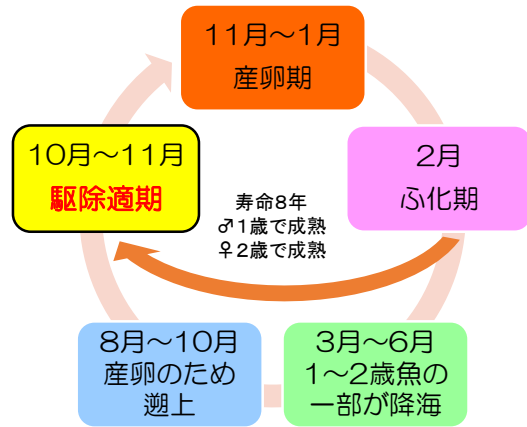 11月～1月
産卵期
10月～11月
駆除適期
2月
ふ化期
寿命8年
♂1歳で成熟
♀2歳で成熟
8月～10月
産卵のため
遡上
3月～6月
1～2歳魚の
一部が降海